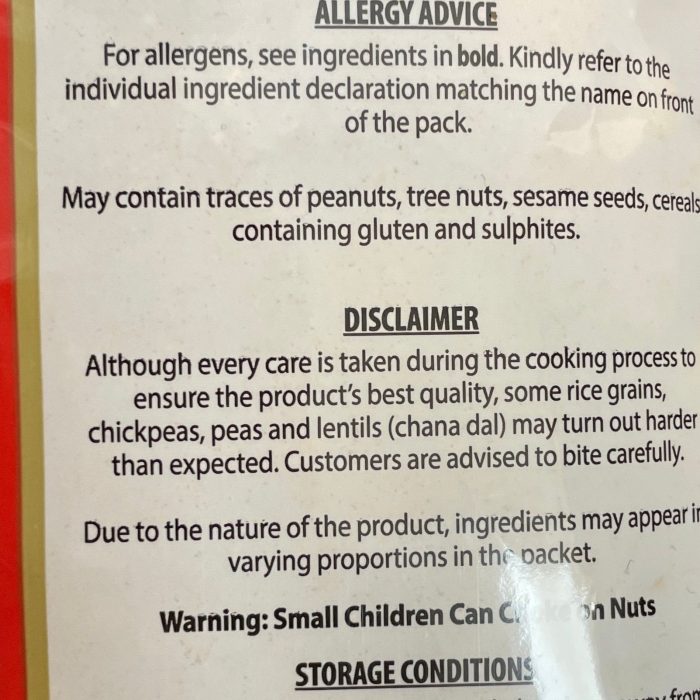 ALLERGY ADVICE
For allergens, see ingredients in bold. Kindly refer to the
individual ingredient declaration matching the name on front
of the pack.
May contain traces of peanuts, tree nuts, sesame seeds, cereals
containing gluten and sulphites.
DISCLAIMER
Although every care is taken during the cooking process to
ensure the product's best quality, some rice grains,
chickpeas, peas and lentils (chana dal) may turn out harder
than expected. Customers are advised to bite carefully.
Due to the nature of the product, ingredients may appear in
varying proportions in the packet.
Warning: Small Children Can Choke on Nuts
STORAGE CONDITIONS
from